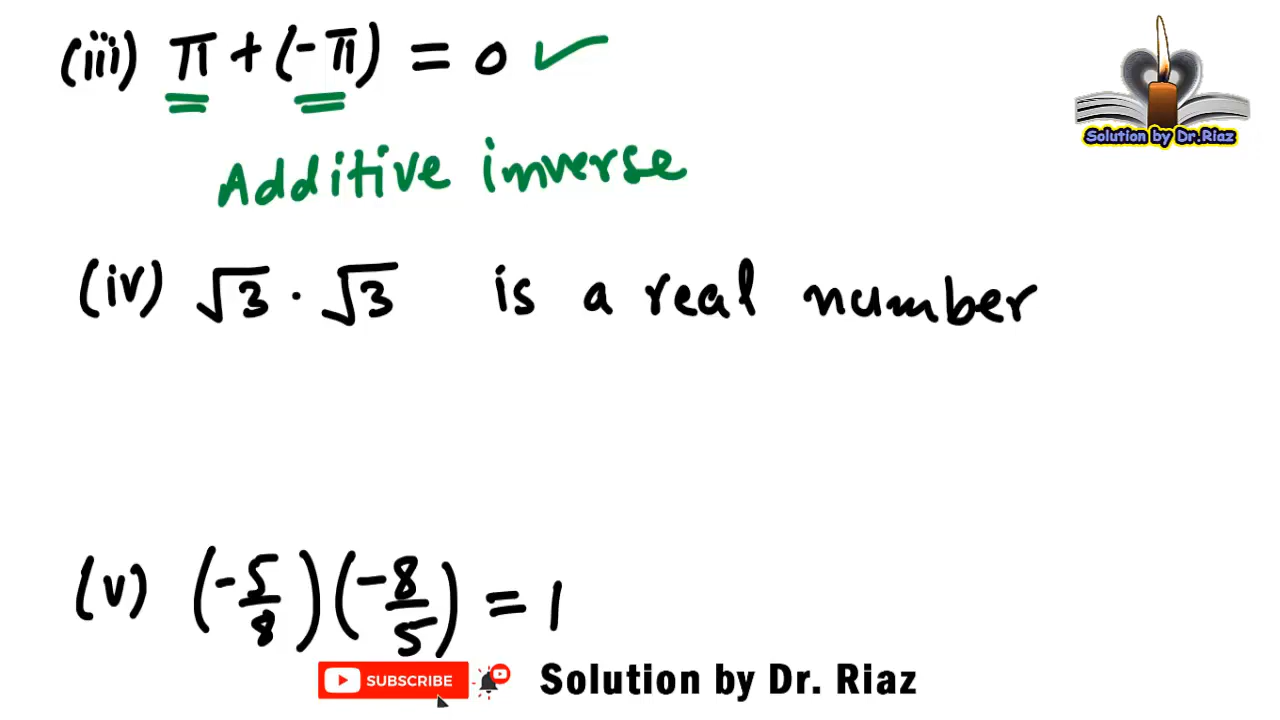 (iii) π + (-π) = 0 ✓
Solution by Dr.Riaz
Additive inverse
(iv) √3 · √3 is a real number
(v) (-5/8)(-8/5) = 1
SUBSCRIBE
Solution by Dr. Riaz